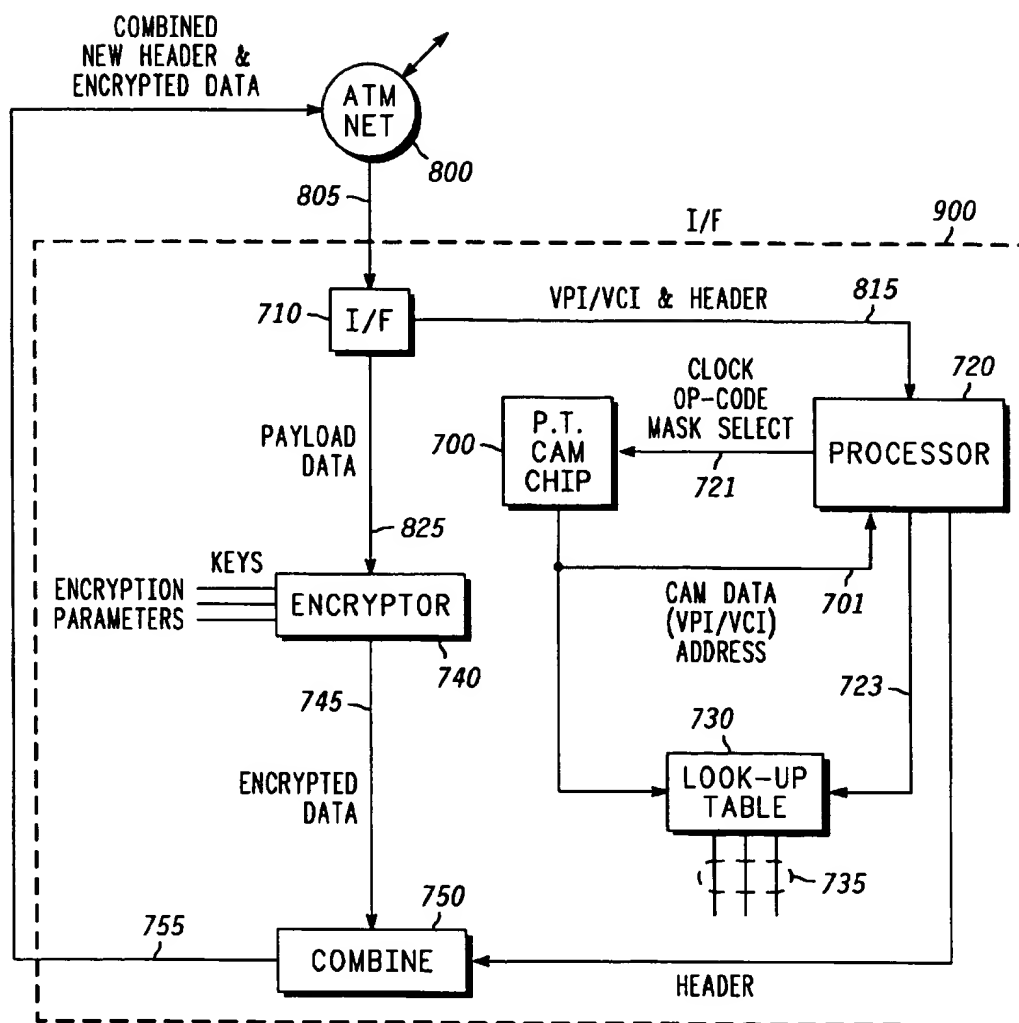 COMBINED
NEW HEADER &
ENCRYPTED DATA
ATM
NET
800
805
I/F
900
710
I/F
VPI/VCI & HEADER
815
CLOCK
OP-CODE
MASK SELECT
720
700
P.T.
CAM
CHIP
721
PROCESSOR
PAYLOAD
DATA
825
KEYS
ENCRYPTION
PARAMETERS
ENCRYPTOR
740
CAM DATA
(VPI/VCI)
ADDRESS
701
745
723
730
LOOK-UP
TABLE
ENCRYPTED
DATA
735
755
750
COMBINE
HEADER